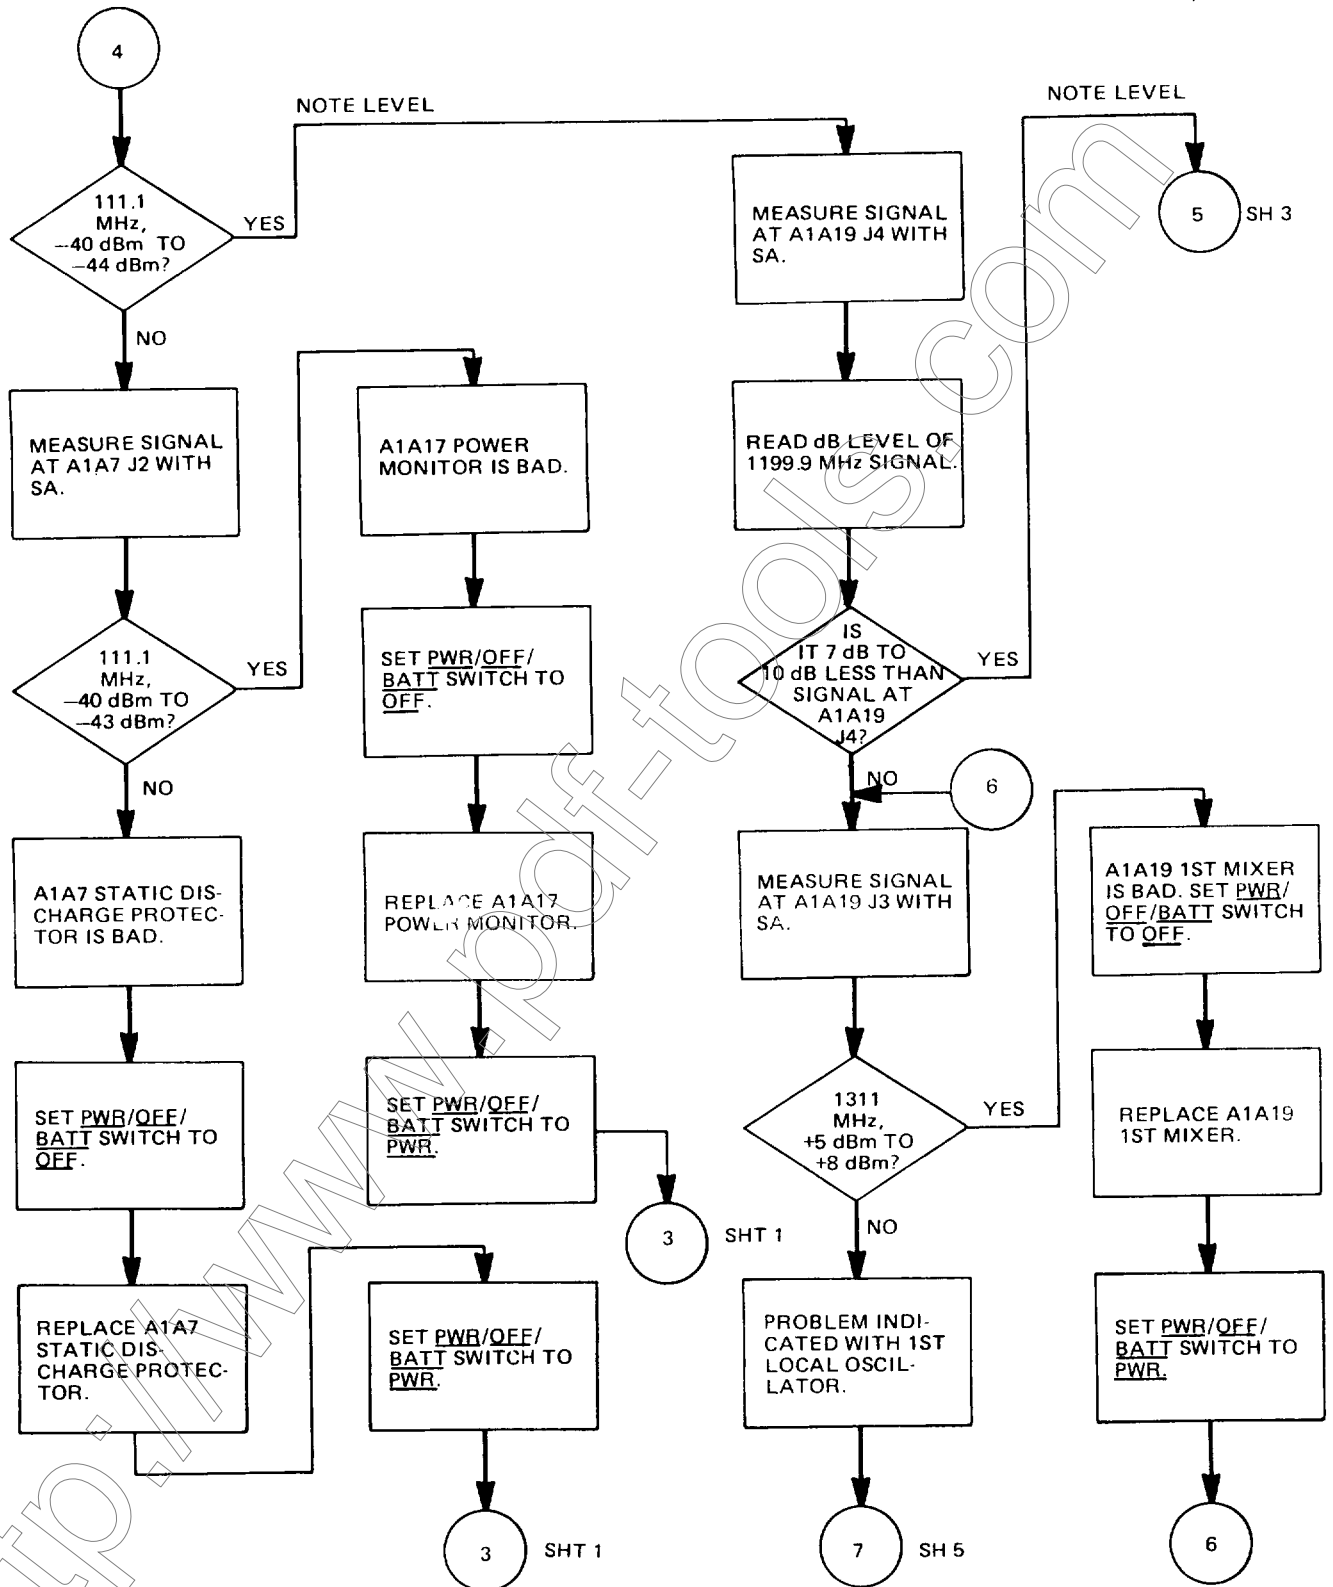 4
NOTE LEVEL
111.1
MHz,
–40 dBm TO
–44 dBm?
YES
NO
MEASURE SIGNAL
AT A1A7 J2 WITH
SA.
111.1
MHz,
–40 dBm TO
–43 dBm?
YES
NO
A1A7 STATIC DIS-
CHARGE PROTEC-
TOR IS BAD.
SET PWR/OFF/
BATT SWITCH TO
OFF.
REPLACE A1A7
STATIC DIS-
CHARGE PROTEC-
TOR.
A1A17 POWER
MONITOR IS BAD.
SET PWR/OFF/
BATT SWITCH TO
OFF.
REPLACE A1A17
POWER MONITOR.
SET PWR/OFF/
BATT SWITCH TO
PWR.
3
SHT 1
SET PWR/OFF/
BATT SWITCH TO
PWR.
3
SHT 1
MEASURE SIGNAL
AT A1A19 J4 WITH
SA.
READ dB LEVEL OF
1199.9 MHz SIGNAL.
IS
IT 7 dB TO
10 dB LESS THAN
SIGNAL AT
A1A19
J4?
YES
NOTE LEVEL
5
SH 3
NO
6
MEASURE SIGNAL
AT A1A19 J3 WITH
SA.
1311
MHz,
+5 dBm TO
+8 dBm?
YES
NO
PROBLEM INDI-
CATED WITH 1ST
LOCAL OSCIL-
LATOR.
7
SH 5
A1A19 1ST MIXER
IS BAD. SET PWR/
OFF/BATT SWITCH
TO OFF.
REPLACE A1A19
1ST MIXER.
SET PWR/OFF/
BATT SWITCH TO
PWR.
6
tp://www.pdf-tools.com